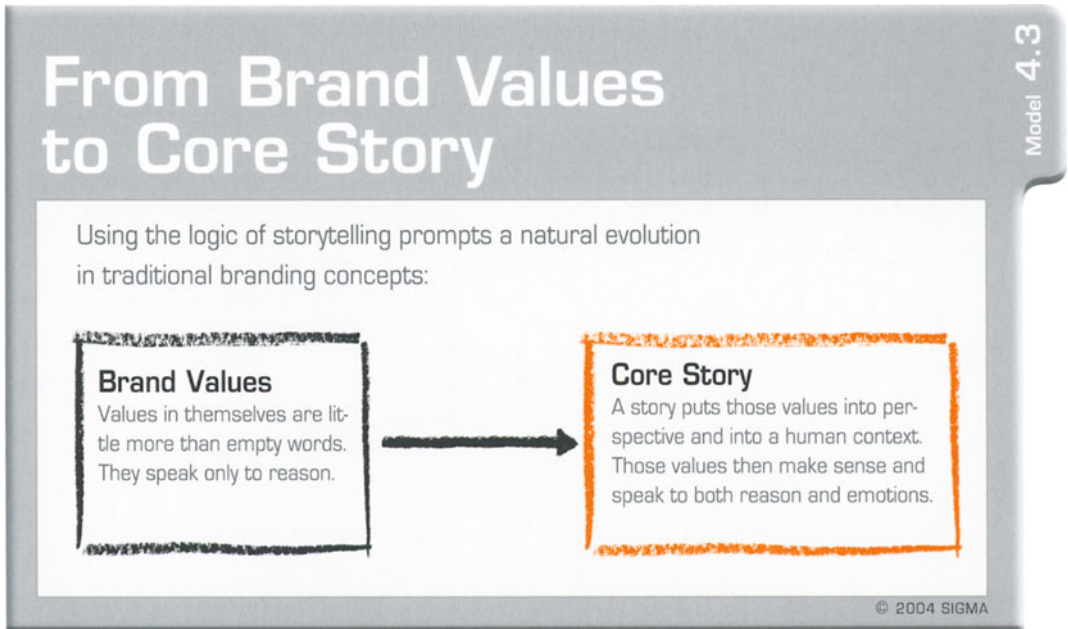 From Brand Values
to Core Story
Model 4.3
Using the logic of storytelling prompts a natural evolution
in traditional branding concepts:
Brand Values
Values in themselves are lit-
tle more than empty words.
They speak only to reason.
Core Story
A story puts those values into per-
spective and into a human context.
Those values then make sense and
speak to both reason and emotions.
© 2004 SIGMA